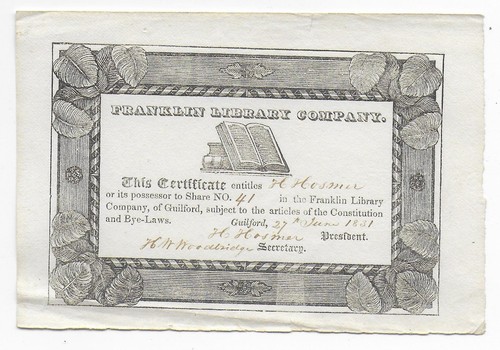 FRANKLIN LIBRARY COMPANY.
This Certificate entitles H Hosmer
or its possessor to Share NO. 41 in the Franklin Library
Company, of Guilford, subject to the articles of the Constitution
and Bye-Laws. Guilford, 27th June 1831
H. Hosmer President.
H. W Woodbridge Secretary.